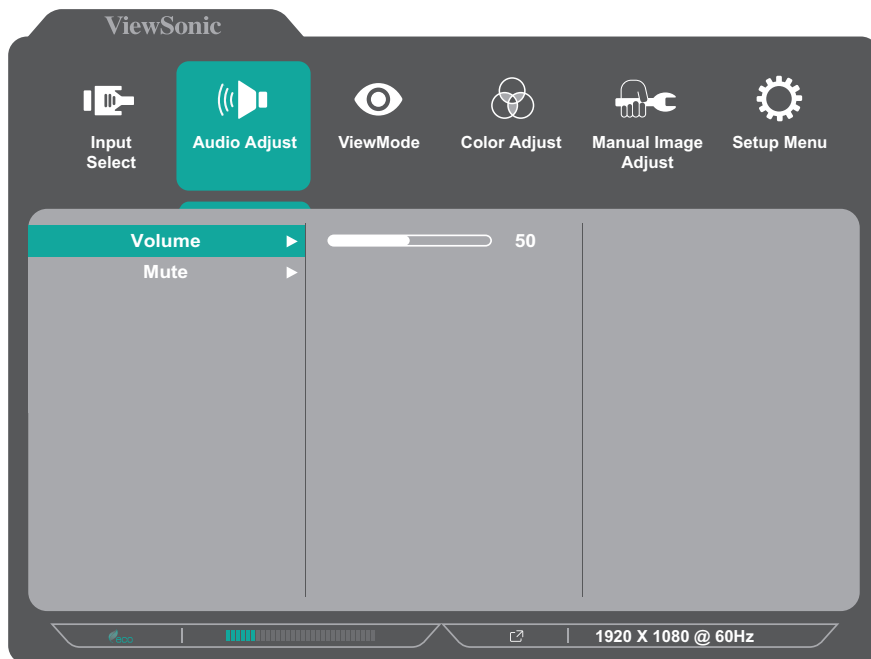 ViewSonic
Input
Select
Audio Adjust
ViewMode
Color Adjust
Manual Image
Adjust
Setup Menu
Volume
50
Mute
eco
1920 X 1080 @ 60Hz